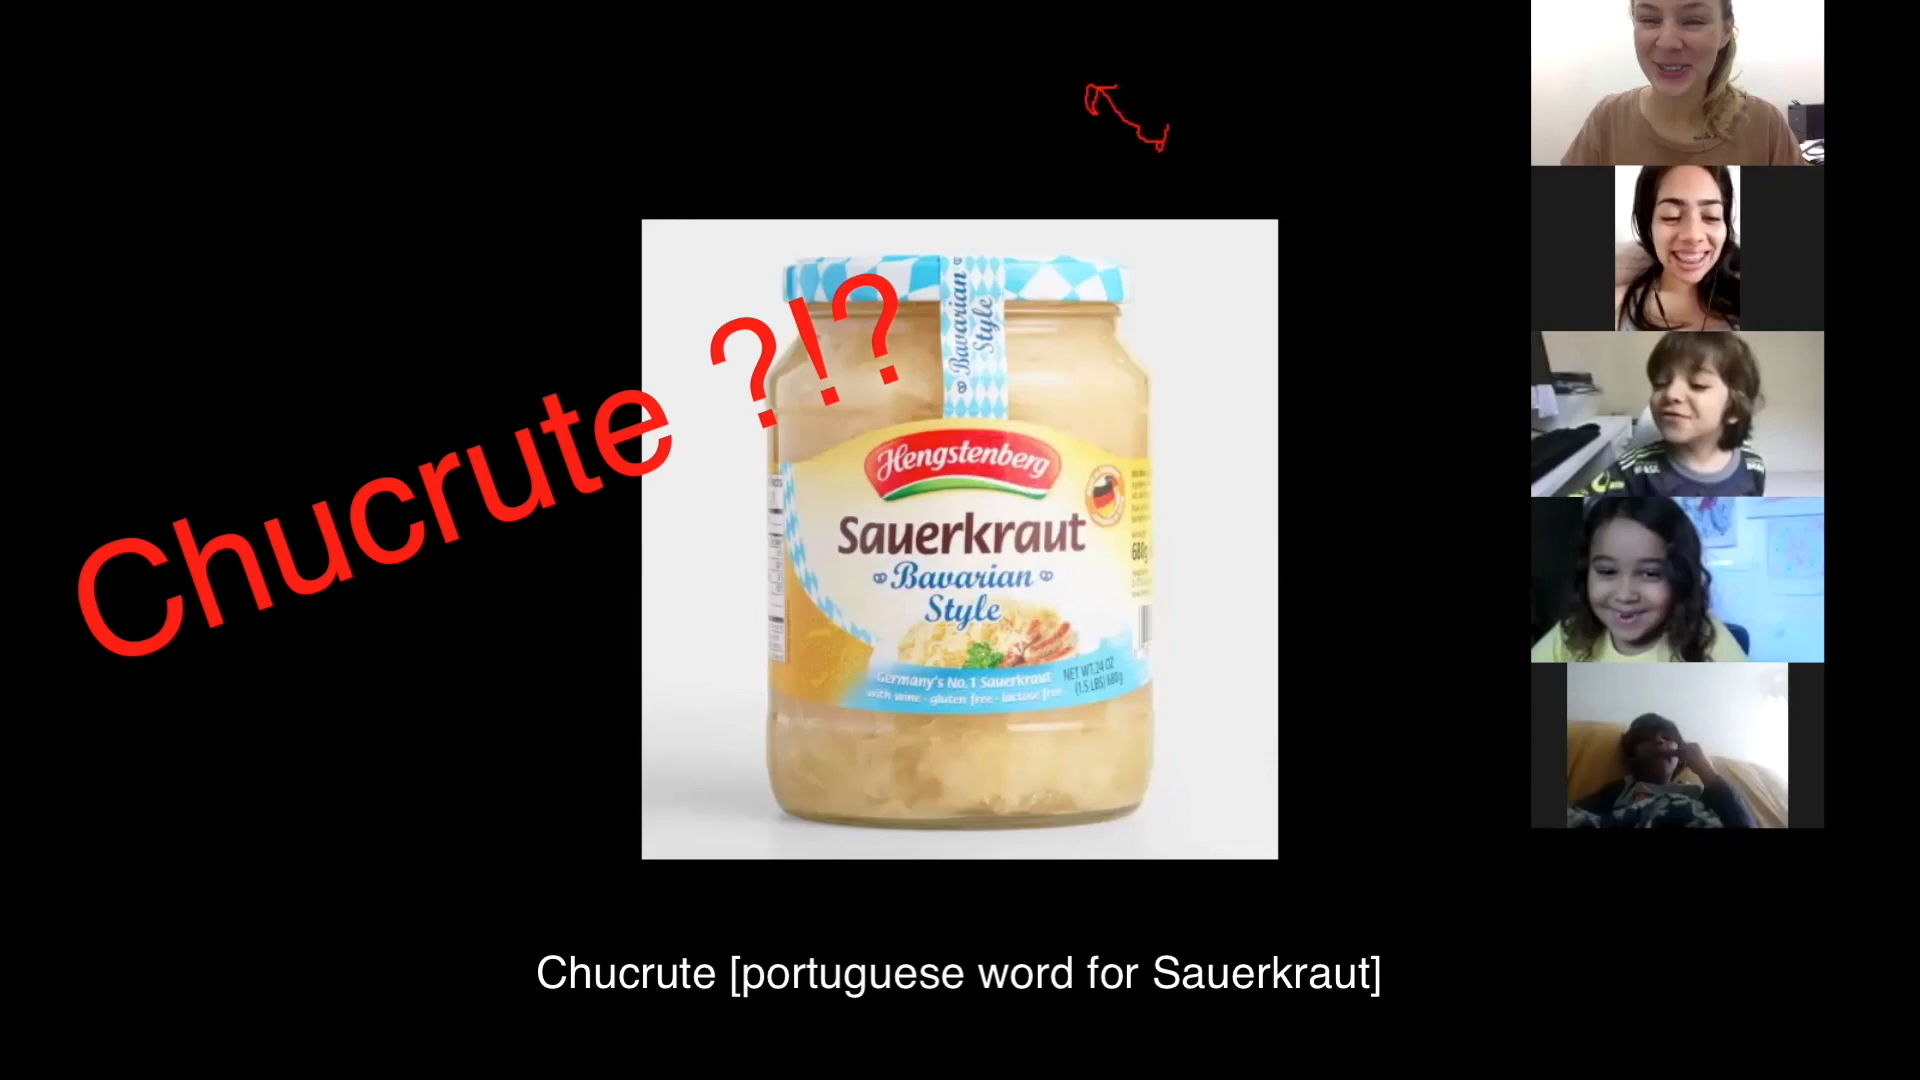 Chucrute ?!?
Bavarian
Style
Hengstenberg
Sauerkraut
Bavarian
Style
680g
Germany's No.1 Sauerkraut
with wine · gluten free · lactose free
NET WT.24 OZ
(1.5 LBS) 680g
Chucrute [portuguese word for Sauerkraut]